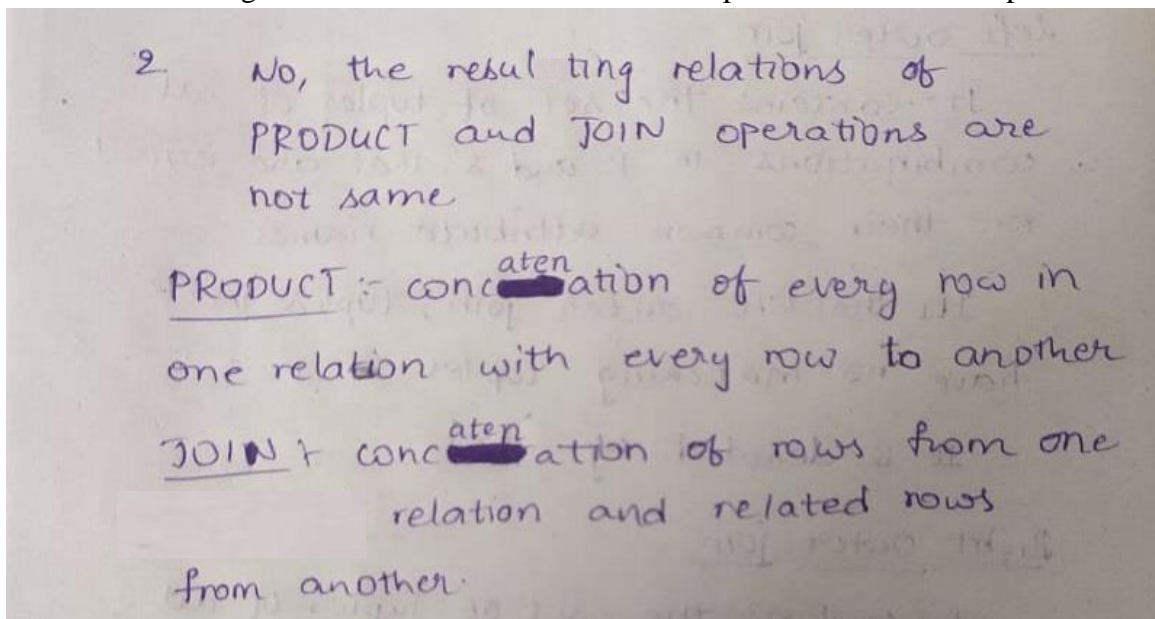 2. No, the resulting relations of
PRODUCT and JOIN operations are
not same.
PRODUCT :- concatenation of every row in
one relation with every row to another
JOIN :- concatenation of rows from one
relation and related rows
from another.